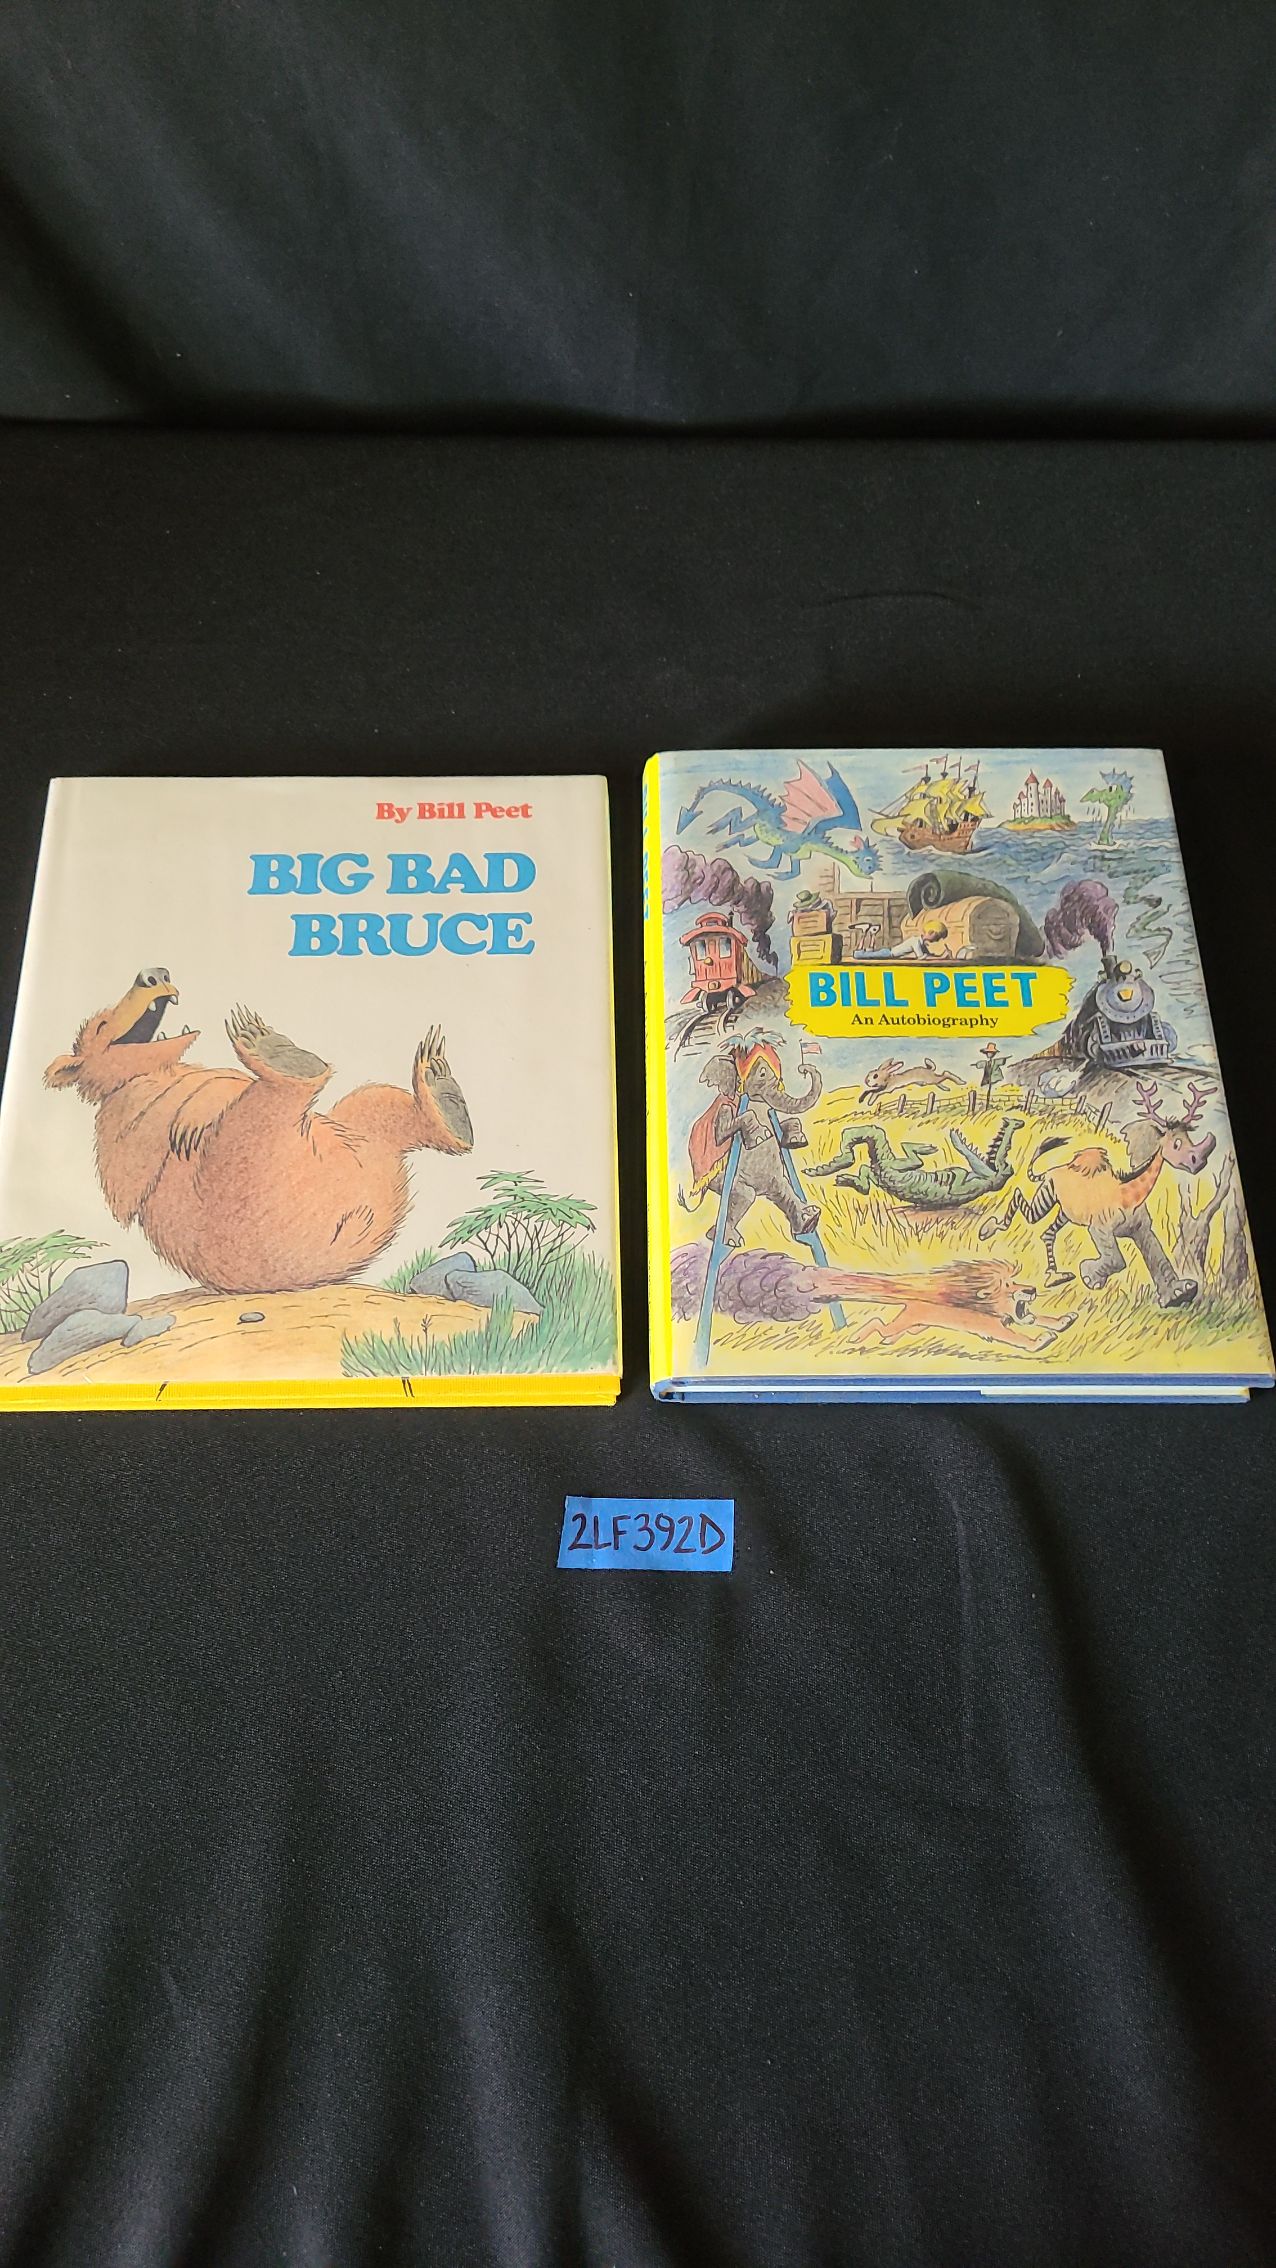 By Bill Peet
BIG BAD
BRUCE
BILL PEET
An Autobiography
2LF392D